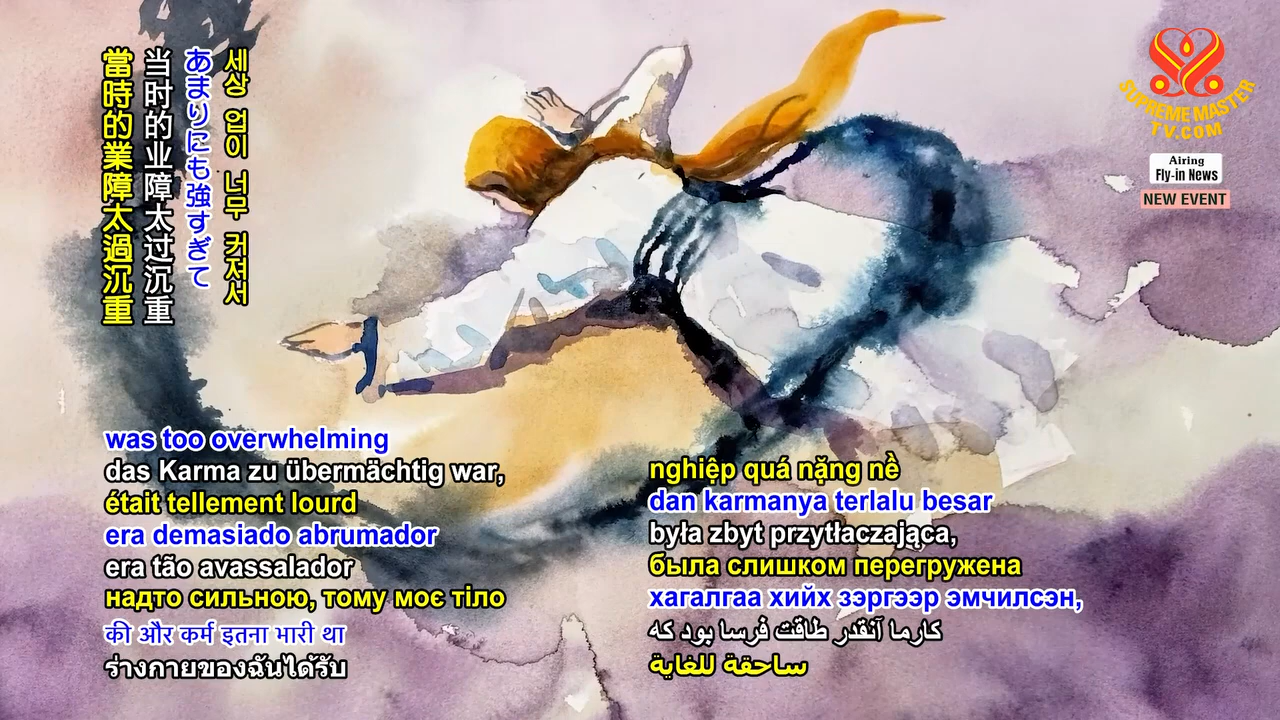 當時的業障太過沉重
当时的业障太过沉重
あまりにも強すぎて
세상 업이 너무 커져서
SUPREME MASTER
TV.COM
Airing
Fly-in News
NEW EVENT
was too overwhelming
das Karma zu übermächtig war,
était tellement lourd
era demasiado abrumador
era tão avassalador
надто сильною, тому моє тіло
की और कर्म इतना भारी था
ร่างกายของฉันได้รับ
nghiệp quá nặng nề
dan karmanya terlalu besar
była zbyt przytłaczająca,
была слишком перегружена
хагалгаа хийх зэргээр эмчилсэн,
کارما آنقدر طاقت فرسا بود که
ساحقة للغاية